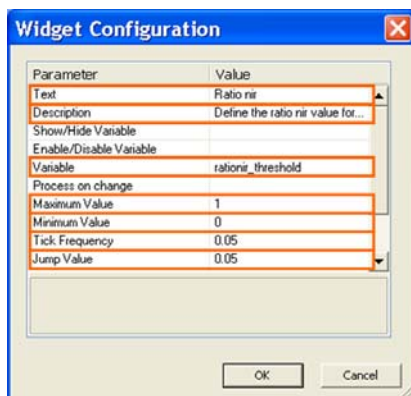 Widget Configuration
Parameter Value
Text Ratio nir
Description Define the ratio nir value for...
Show/Hide Variable
Enable/Disable Variable
Variable rationir_threshold
Process on change
Maximum Value 1
Minimum Value 0
Tick Frequency 0.05
Jump Value 0.05
OK Cancel